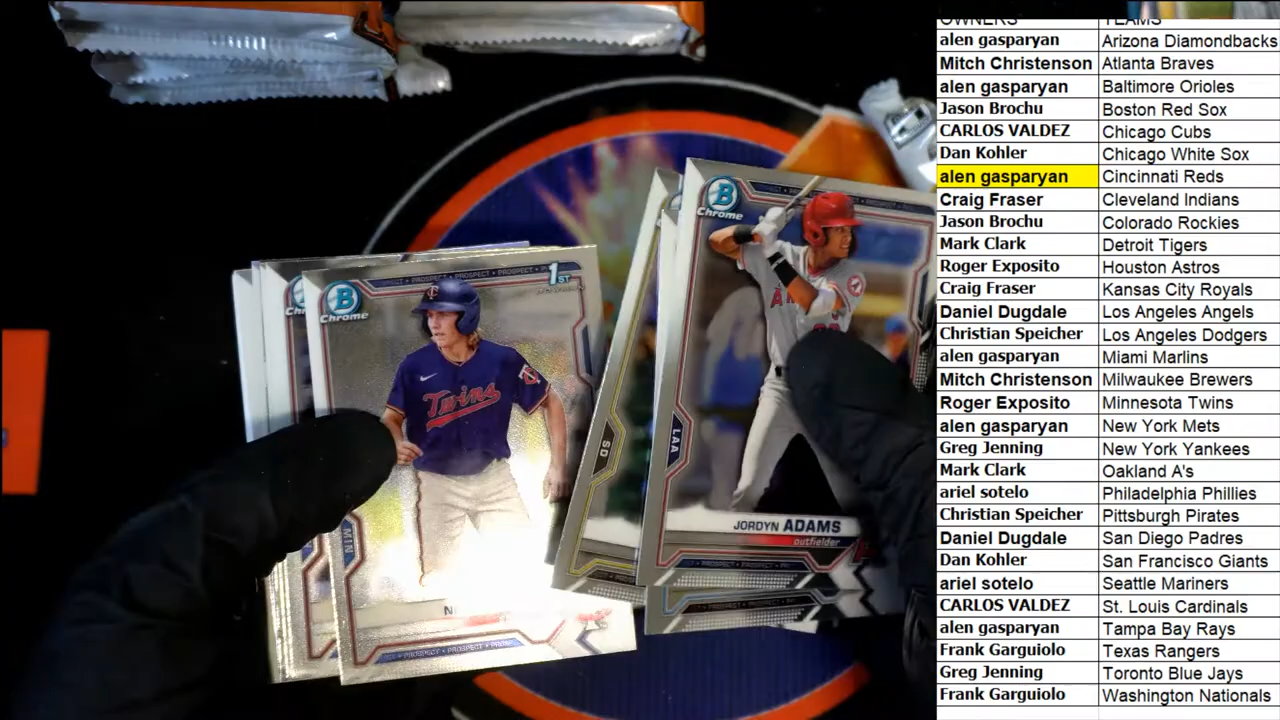 OWNERS TEAMS
alen gasparyan Arizona Diamondbacks
Mitch Christenson Atlanta Braves
alen gasparyan Baltimore Orioles
Jason Brochu Boston Red Sox
CARLOS VALDEZ Chicago Cubs
Dan Kohler Chicago White Sox
alen gasparyan Cincinnati Reds
Craig Fraser Cleveland Indians
Jason Brochu Colorado Rockies
Mark Clark Detroit Tigers
Roger Exposito Houston Astros
Craig Fraser Kansas City Royals
Daniel Dugdale Los Angeles Angels
Christian Speicher Los Angeles Dodgers
alen gasparyan Miami Marlins
Mitch Christenson Milwaukee Brewers
Roger Exposito Minnesota Twins
alen gasparyan New York Mets
Greg Jenning New York Yankees
Mark Clark Oakland A's
ariel sotelo Philadelphia Phillies
Christian Speicher Pittsburgh Pirates
Daniel Dugdale San Diego Padres
Dan Kohler San Francisco Giants
ariel sotelo Seattle Mariners
CARLOS VALDEZ St. Louis Cardinals
alen gasparyan Tampa Bay Rays
Frank Garguiolo Texas Rangers
Greg Jenning Toronto Blue Jays
Frank Garguiolo Washington Nationals
B
Chrome
PROSPECT PROSPECT PROSPECT
1ST
Twins
MIN
PROSPECT PROSPECT PROSPECT
SD
B
Chrome
LAA
JORDYN ADAMS
outfielder
PROSPECT